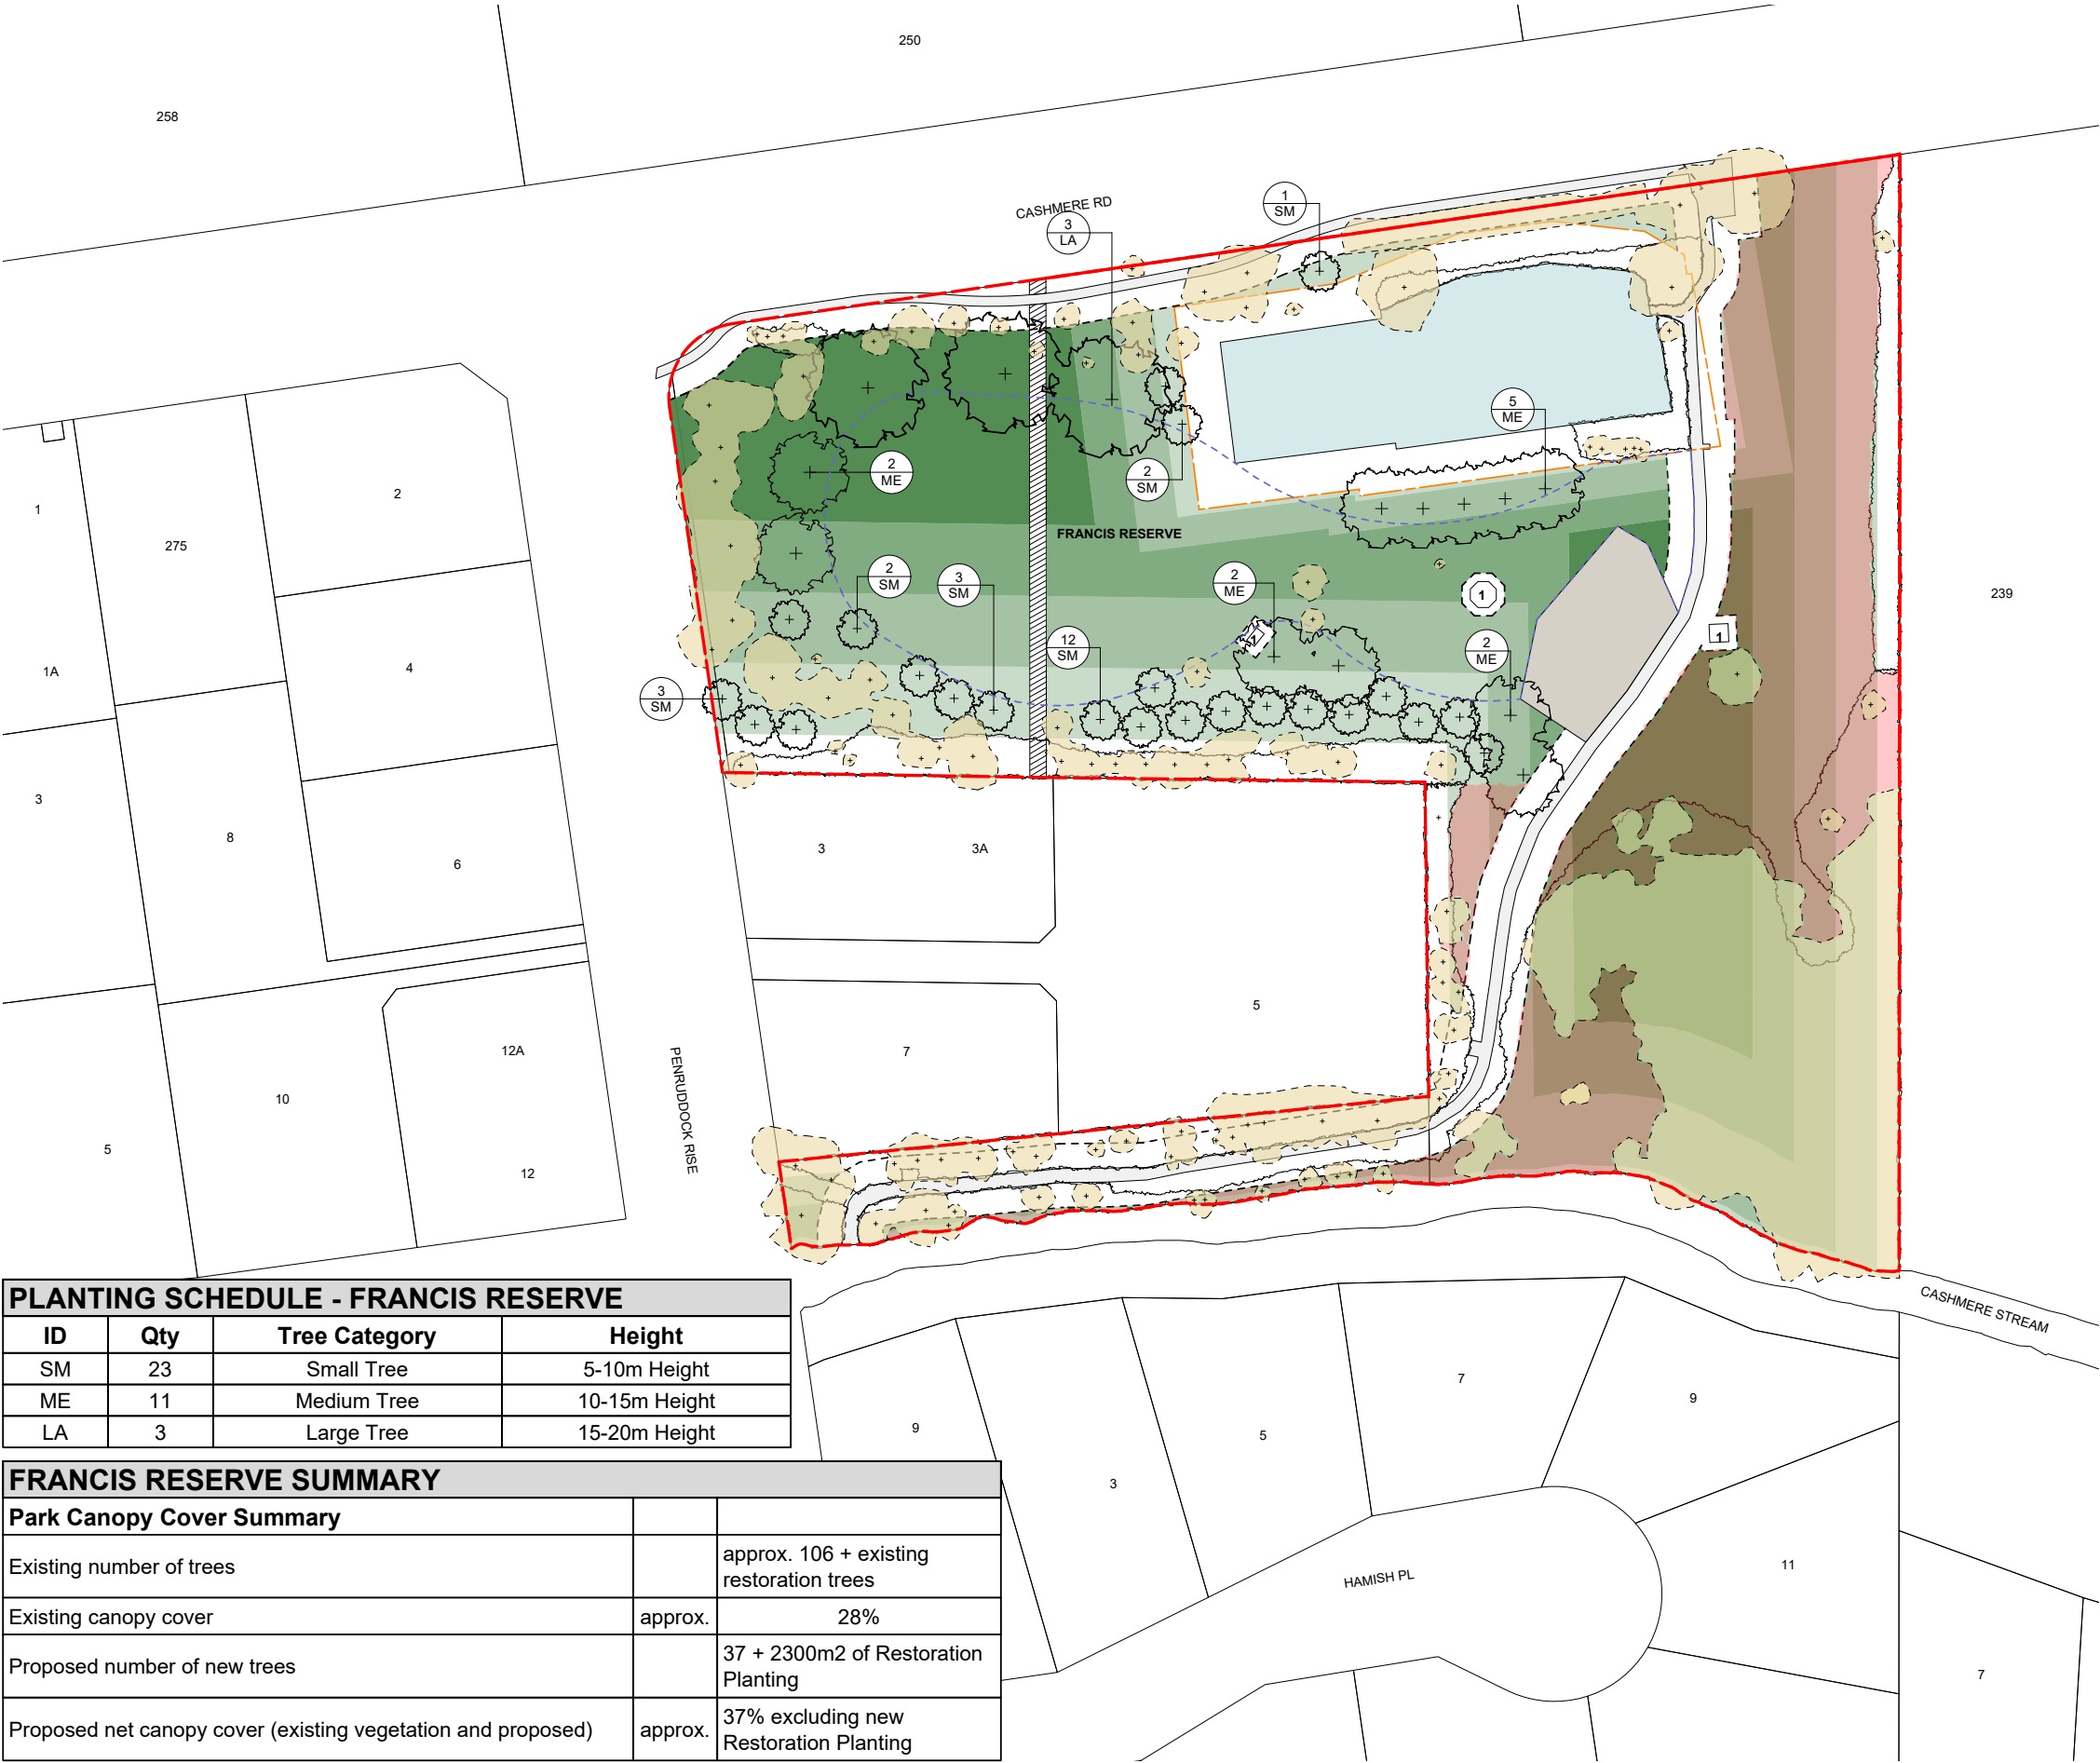 250
258
CASHMERE RD
1
SM
3
LA
5
ME
2
ME
2
SM
FRANCIS RESERVE
2
SM
3
SM
2
ME
1
12
SM
1
2
ME
1
3
SM
239
1
2
275
1A
4
3
8
6
3
3A
5
7
12A
10
5
12
PENRUDDOCK RISE
CASHMERE STREAM
PLANTING SCHEDULE - FRANCIS RESERVE
ID Qty Tree Category Height
SM 23 Small Tree 5-10m Height
ME 11 Medium Tree 10-15m Height
LA 3 Large Tree 15-20m Height
FRANCIS RESERVE SUMMARY
Park Canopy Cover Summary
Existing number of trees approx. 106 + existing
restoration trees
Existing canopy cover approx. 28%
Proposed number of new trees 37 + 2300m2 of Restoration
Planting
Proposed net canopy cover (existing vegetation and proposed) approx. 37% excluding new
Restoration Planting
9
3
5
7
9
11
7
HAMISH PL